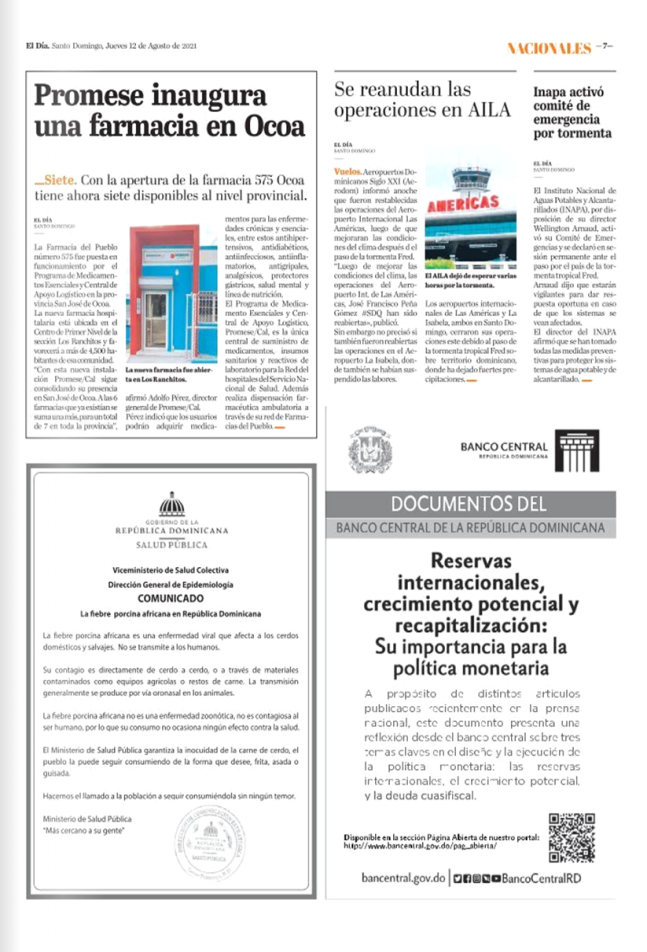 El Día. Santo Domingo, Jueves 12 de Agosto de 2021
NACIONALES —7—
Promese inaugura
una farmacia en Ocoa
Siete. Con la apertura de la farmacia 575 Ocoa
tiene ahora siete disponibles al nivel provincial.
EL DÍA
SANTO DOMINGO
La Farmacia del Pueblo
número 575 fue puesta en
funcionamiento por el
Programa de Medicamen-
tos Esenciales y Central de
Apoyo Logístico en la pro-
vincia San José de Ocoa.
La nueva farmacia hospi-
talaria está ubicada en el
Centro de Primer Nivel de la
sección Los Ranchitos y fa-
vorecerá a más de 4,500 ha-
bitantes de esa comunidad.
"Con esta nueva instala-
ción Promese/Cal sigue
consolidando su presencia
en San José de Ocoa. A las 6
farmacias que ya existían se
suma una más, para un total
de 7 en toda la provincia",
La nueva farmacia fue abier-
ta en Los Ranchitos.
afirmó Adolfo Pérez, director
general de Promese/Cal.
Pérez indicó que los usuarios
podrán adquirir medica-
mentos para las enfermeda-
des crónicas y esenciales,
entre estos antihiper-
tensivos, antidiabéticos,
antiinfecciosos, antiinfla-
matorios, antigripales,
analgésicos, protectores
gástricos, salud mental y
línea de nutrición.
El Programa de Medica-
mento Esenciales y Cen-
tral de Apoyo Logístico,
Promese/Cal, es la única
central de suministro de
medicamentos, insumos
sanitarios y reactivos de
laboratorio para la Red del
hospitales del Servicio Nacio-
nal de Salud. Además
realiza dispensación far-
macéutica ambulatoria a
través de su red de Farma-
cias del Pueblo.
Se reanudan las
operaciones en AILA
EL DÍA
SANTO DOMINGO
Vuelos. Aeropuertos Do-
minicanos Siglo XXI (Ae-
rodom) informó anoche
que fueron restablecidas
las operaciones del Aero-
puerto Internacional Las
Américas, luego de que
mejoraran las condicio-
nes del clima después del
paso de la tormenta Fred.
"Luego de mejorar las
condiciones del clima, las
operaciones del Aero-
puerto Int. de Las Améri-
cas, José Francisco Peña
Gómez #SDQ han sido
reabiertas», publicó.
Sin embargo no precisó si
también fueron reabiertas
las operaciones en el Ae-
ropuerto La Isabela, don-
de también se habían sus-
pendido las labores.
AMERICAS
El AILA dejó de esperar varias
horas por la tormenta.
Los aeropuertos internacio-
nales de Las Américas y La
Isabela, ambos en Santo Do-
mingo, cerraron sus opera-
ciones este debido al paso de
la tormenta tropical Fred so-
bre territorio dominicano,
donde ha dejado fuertes pre-
cipitaciones.
Inapa activó
comité de
emergencia
por tormenta
EL DÍA
SANTO DOMINGO
El Instituto Nacional de
Aguas Potables y Alcanta-
rillados (INAPA), por dis-
posición de su director
Wellington Arnaud, acti-
vó su Comité de Emer-
gencias y se declaró en se-
sión permanente ante el
paso por el país de la tor-
menta tropical Fred.
Arnaud dijo que estarán
vigilantes para dar res-
puesta oportuna en caso
de que los sistemas se
vean afectados.
El director del INAPA
afirmó que se han tomado
todas las medidas preven-
tivas para proteger los sis-
temas de agua potable y de
alcantarillado.
GOBIERNO DE LA
REPÚBLICA DOMINICANA
SALUD PÚBLICA
Viceministerio de Salud Colectiva
Dirección General de Epidemiología
COMUNICADO
La fiebre porcina africana en República Dominicana
La fiebre porcina africana es una enfermedad viral que afecta a los cerdos
domésticos y salvajes. No se transmite a los humanos.
Su contagio es directamente de cerdo a cerdo, o a través de materiales
contaminados como equipos agrícolas o restos de carne. La transmisión
generalmente se produce por vía oronasal en los animales.
La fiebre porcina africana no es una enfermedad zoonótica, no es contagiosa al
ser humano, por lo que su consumo no ocasiona ningún efecto contra la salud.
El Ministerio de Salud Pública garantiza la inocuidad de la carne de cerdo, el
pueblo la puede seguir consumiendo de la forma que desee, frita, asada o
guisada.
Hacemos el llamado a la población a seguir consumiéndola sin ningún temor.
Ministerio de Salud Pública
"Más cercano a su gente"
BANCO CENTRAL
REPÚBLICA DOMINICANA
DOCUMENTOS DEL
BANCO CENTRAL DE LA REPÚBLICA DOMINICANA
Reservas
internacionales,
crecimiento potencial y
recapitalización:
Su importancia para la
política monetaria
A propósito de distintos artículos
publicados recientemente en la prensa
nacional, este documento presenta una
reflexión desde el banco central sobre tres
temas claves en el diseño y la ejecución de
la política monetaria: las reservas
internacionales, el crecimiento potencial,
y la deuda cuasifiscal.
Disponible en la sección Página Abierta de nuestro portal:
http://www.bancentral.gov.do/pag_abierta/
bancentral.gov.do | BancoCentralRD